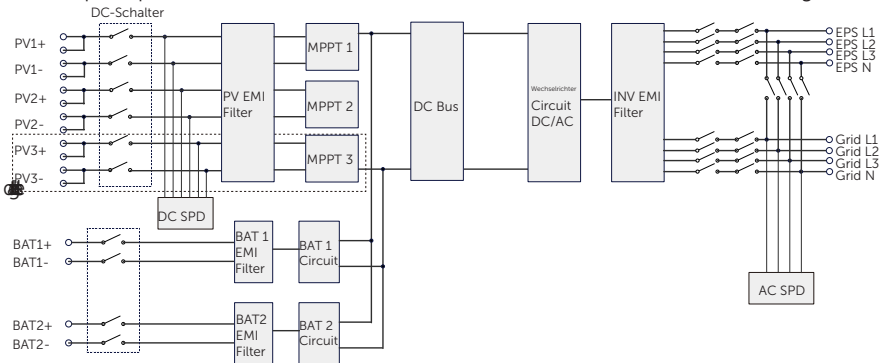 DC-Schalter
PV1+
PV1-
PV2+
PV2-
PV3+
PV3-
PV EMI
Filter
MPPT 1
MPPT 2
MPPT 3
DC Bus
Wechselrichter
Circuit
DC/AC
INV EMI
Filter
EPS L1
EPS L2
EPS L3
EPS N
Grid L1
Grid L2
Grid L3
Grid N
DC SPD
AC SPD
BAT1+
BAT1-
BAT 1
EMI
Filter
BAT 1
Circuit
BAT2+
BAT2-
BAT2
EMI
Filter
BAT 2
Circuit